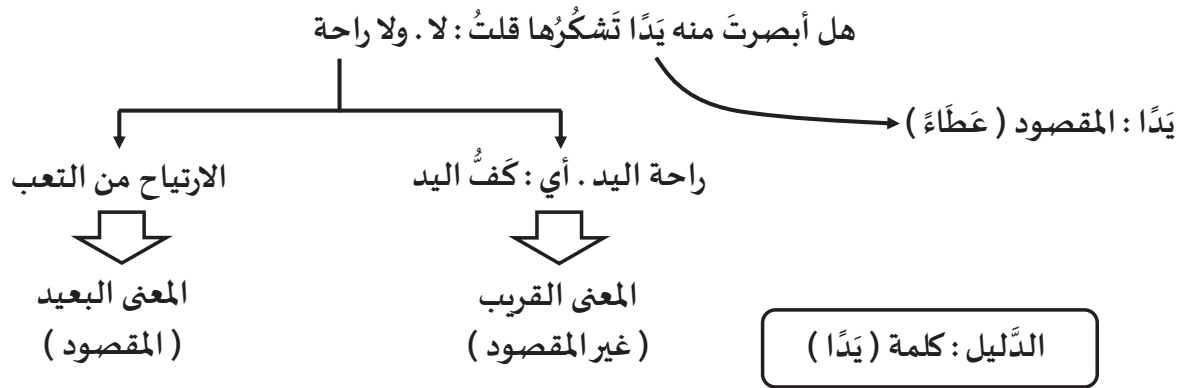 هل أبصرتَ منه يَدًا تَشكُرُها قلتُ : لا . ولا راحة
يَدًا : المقصود ( عَطَاءً )
راحة اليد . أي : كَفُّ اليد
الارتياح من التعب
المعنى القريب
( غير المقصود )
المعنى البعيد
( المقصود )
الدَّليل : كلمة ( يَدًا )